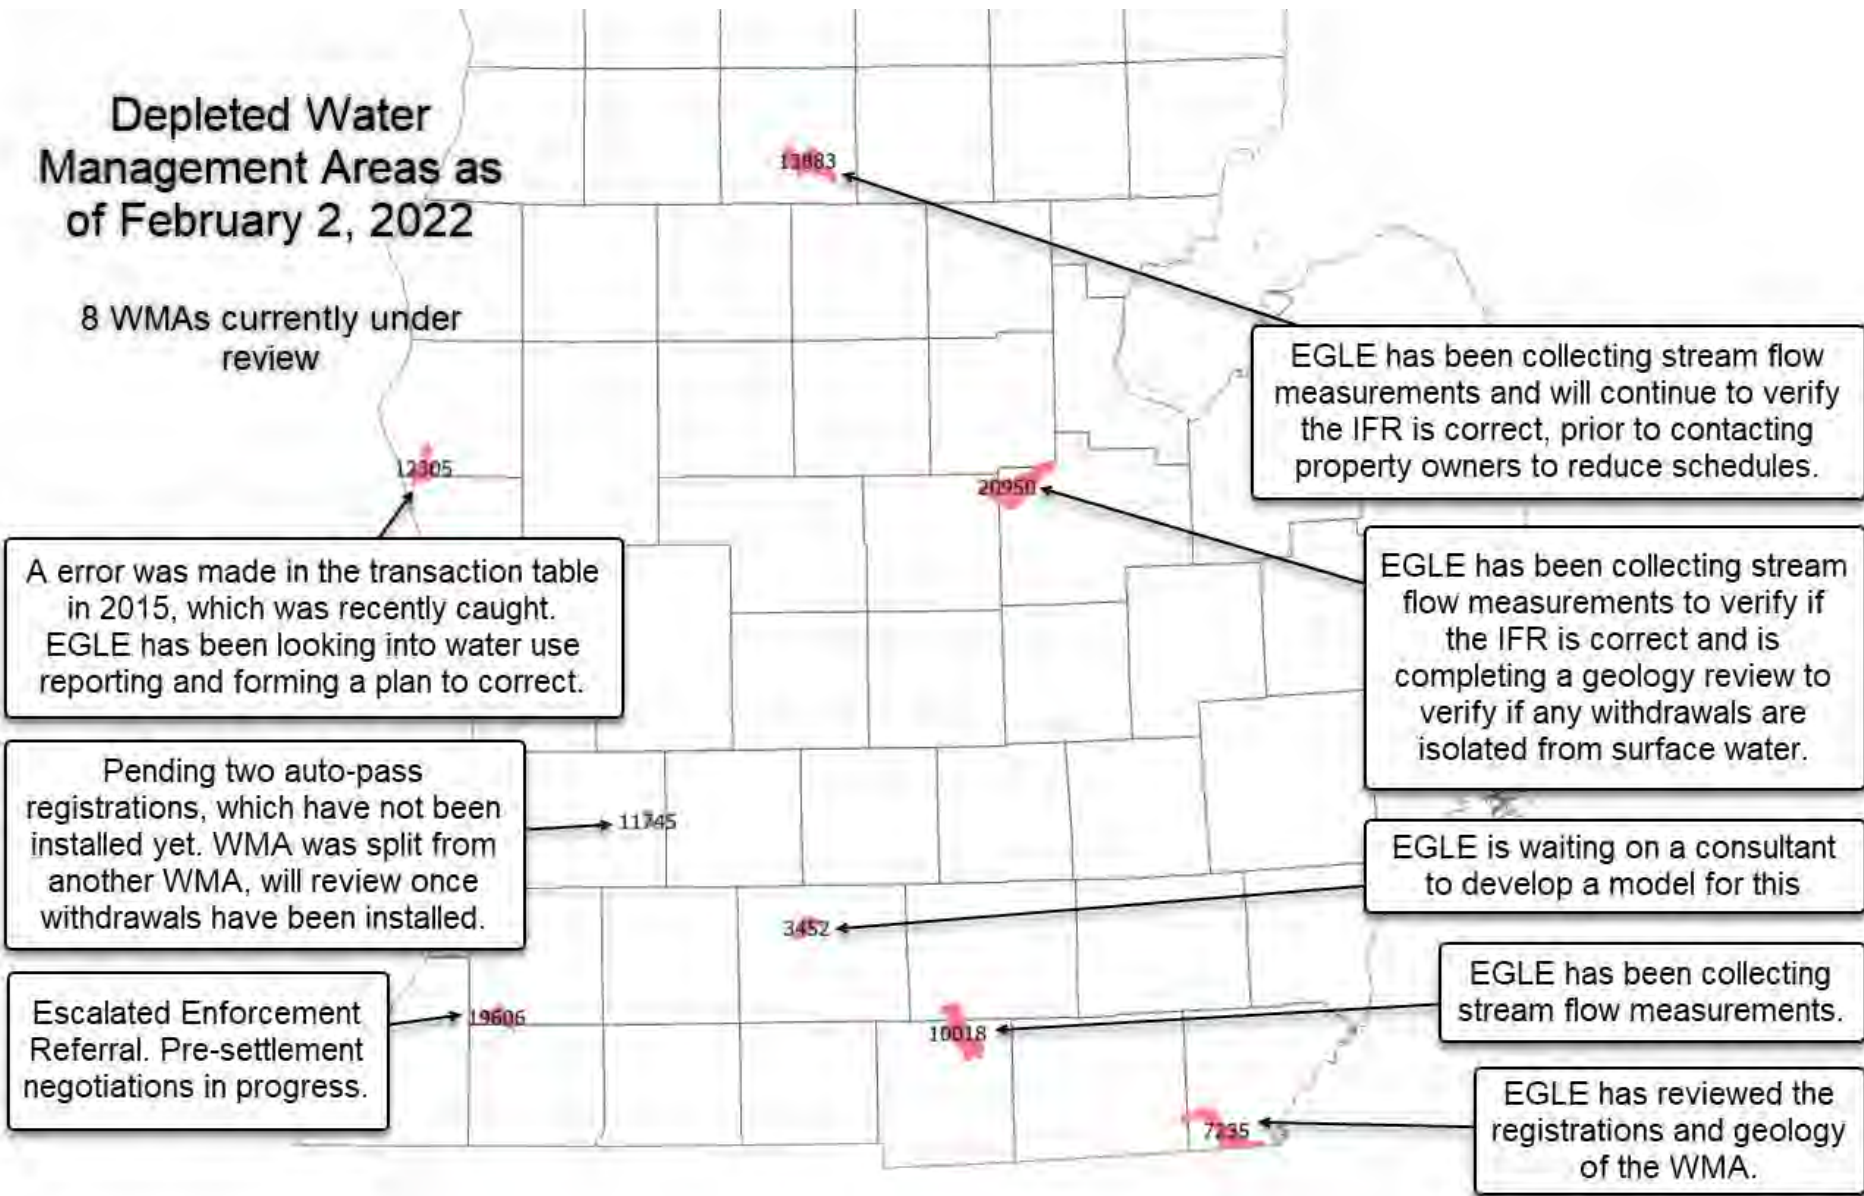 Depleted Water
Management Areas as
of February 2, 2022
8 WMAs currently under
review
13883
EGLE has been collecting stream flow
measurements and will continue to verify
the IFR is correct, prior to contacting
property owners to reduce schedules.
12305
20950
A error was made in the transaction table
in 2015, which was recently caught.
EGLE has been looking into water use
reporting and forming a plan to correct.
EGLE has been collecting stream
flow measurements to verify if
the IFR is correct and is
completing a geology review to
verify if any withdrawals are
isolated from surface water.
Pending two auto-pass
registrations, which have not been
installed yet. WMA was split from
another WMA, will review once
withdrawals have been installed.
11745
EGLE is waiting on a consultant
to develop a model for this
3452
Escalated Enforcement
Referral. Pre-settlement
negotiations in progress.
19606
10018
EGLE has been collecting
stream flow measurements.
7235
EGLE has reviewed the
registrations and geology
of the WMA.